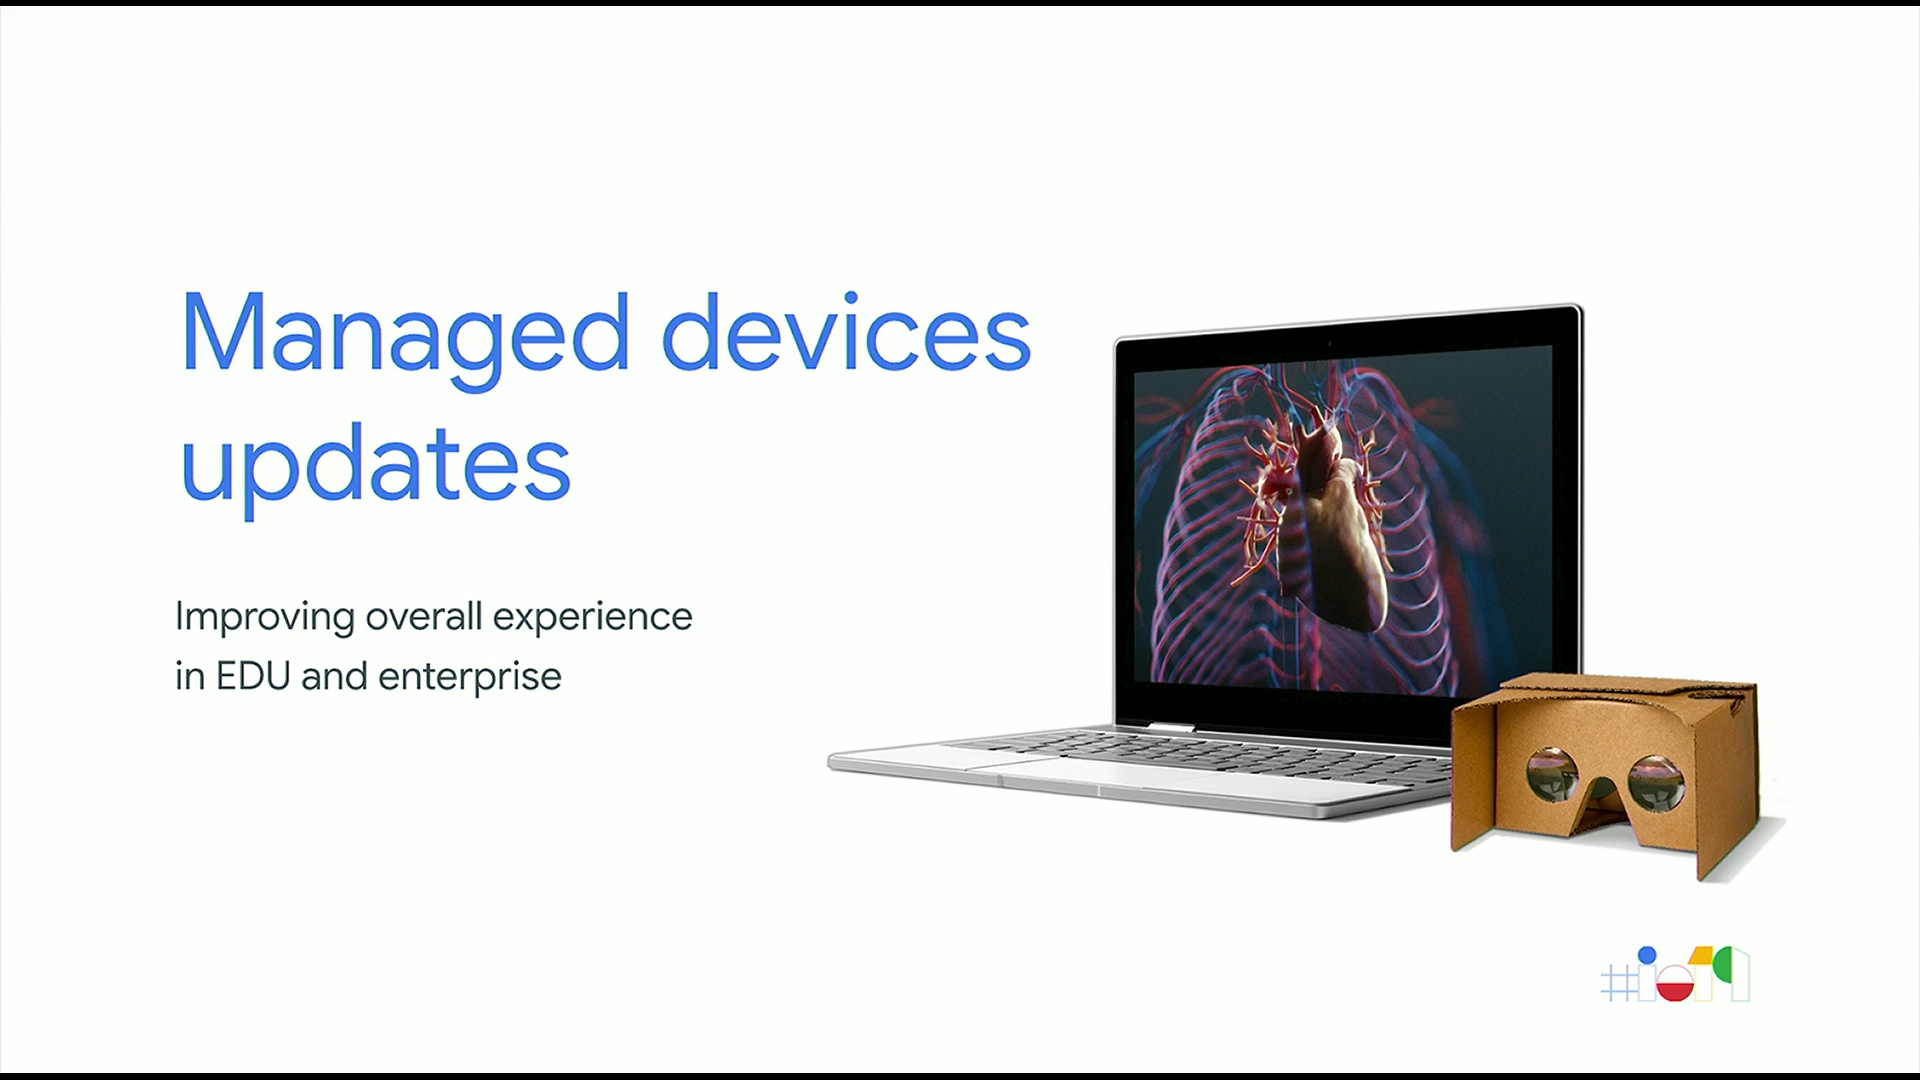 Managed devices
updates
Improving overall experience
in EDU and enterprise
#io19